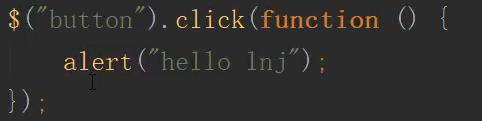 $("button").click(function () {
alert("hello lnj");
});